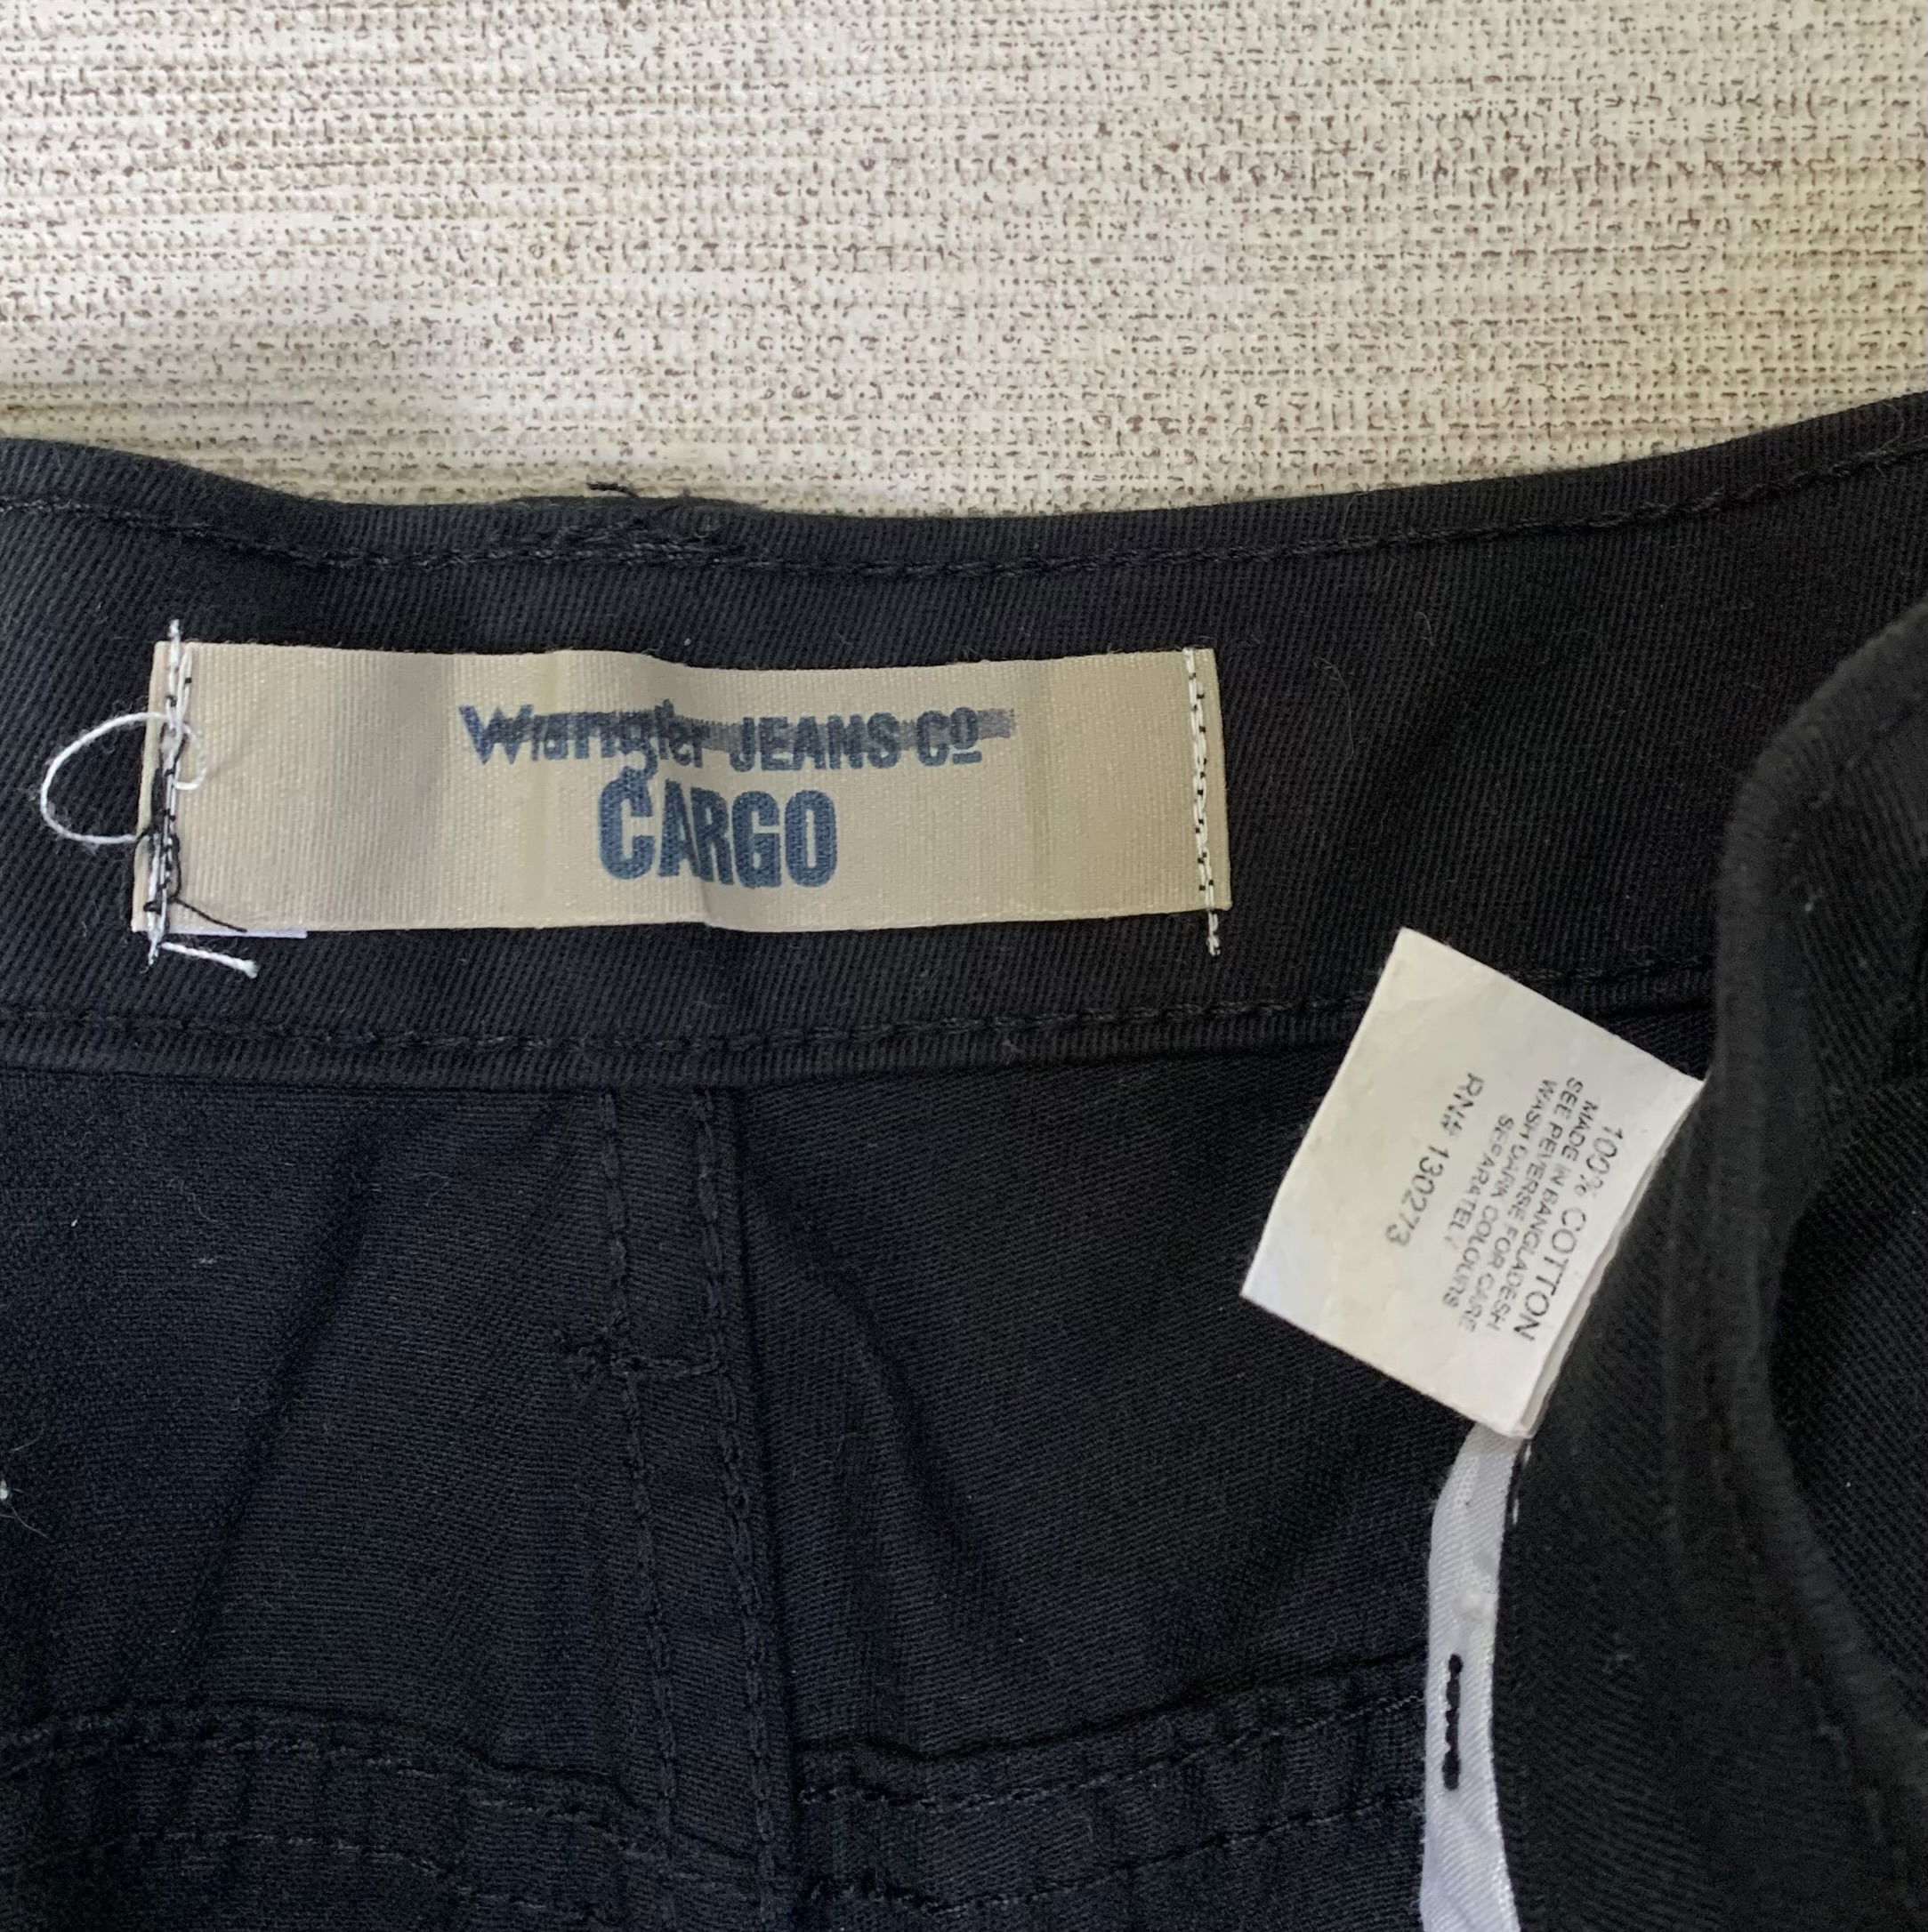 Wrangler JEANS Co
CARGO
100% COTTON
MADE IN BANGLADESH
SEE REVERSE FOR CARE
WASH DARK COLOURS
SEPARATELY
RN# 130273